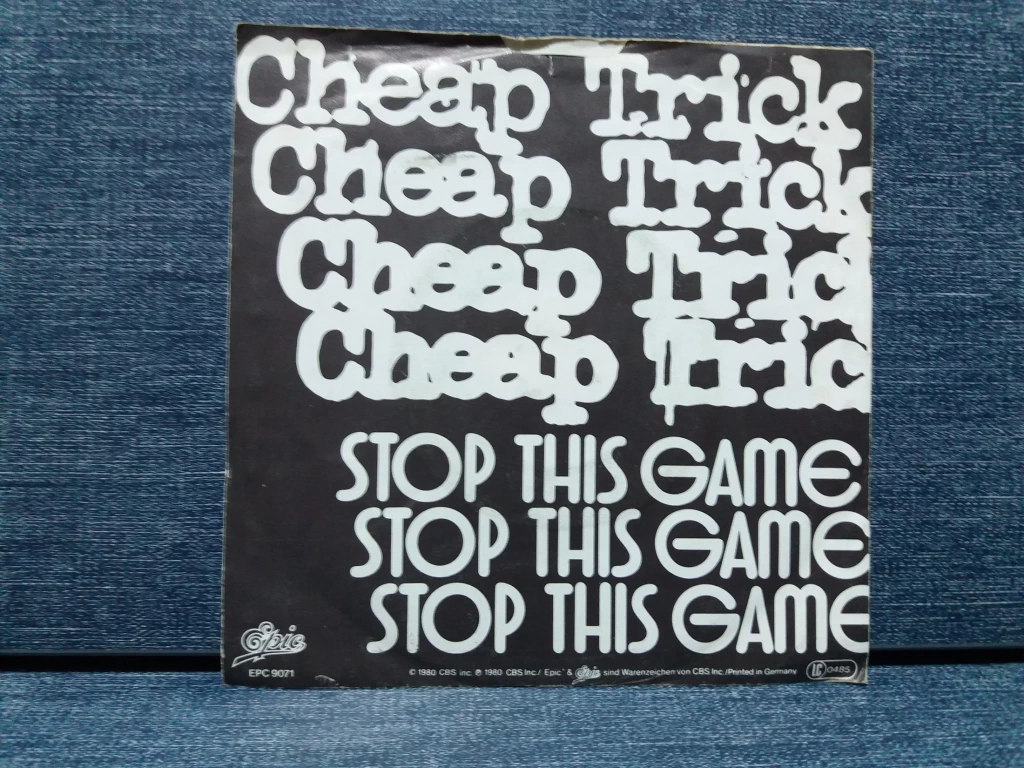 Cheap Trick
Cheap Trick
Cheap Tric
Cheap Tric
STOP THIS GAME
STOP THIS GAME
STOP THIS GAME
Epic
EPC 9071
© 1980 CBS Inc. ℗ 1980 CBS Inc./ Epic™ & Epic sind Warenzeichen von CBS Inc./Printed in Germany LC 0485